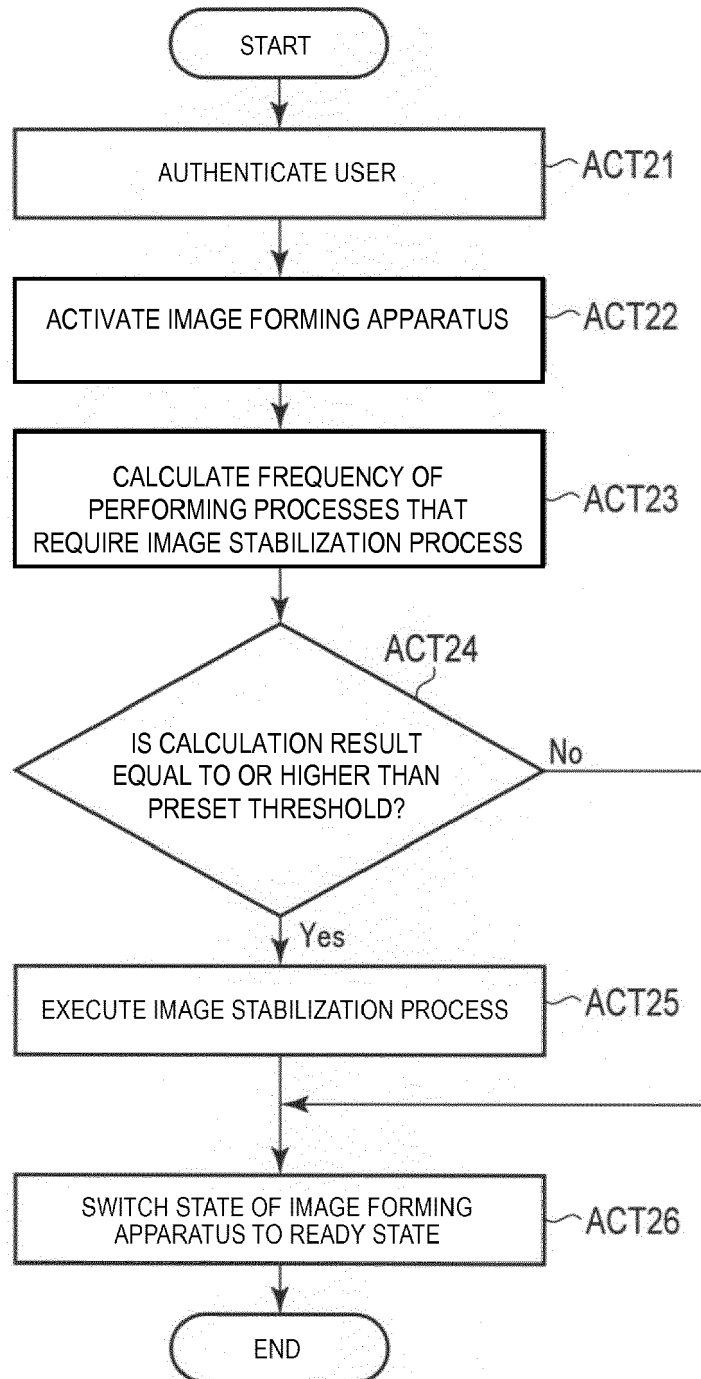 START
AUTHENTICATE USER
ACT21
ACTIVATE IMAGE FORMING APPARATUS
ACT22
CALCULATE FREQUENCY OF
PERFORMING PROCESSES THAT
REQUIRE IMAGE STABILIZATION PROCESS
ACT23
ACT24
IS CALCULATION RESULT
EQUAL TO OR HIGHER THAN
PRESET THRESHOLD?
No
Yes
EXECUTE IMAGE STABILIZATION PROCESS
ACT25
SWITCH STATE OF IMAGE FORMING
APPARATUS TO READY STATE
ACT26
END